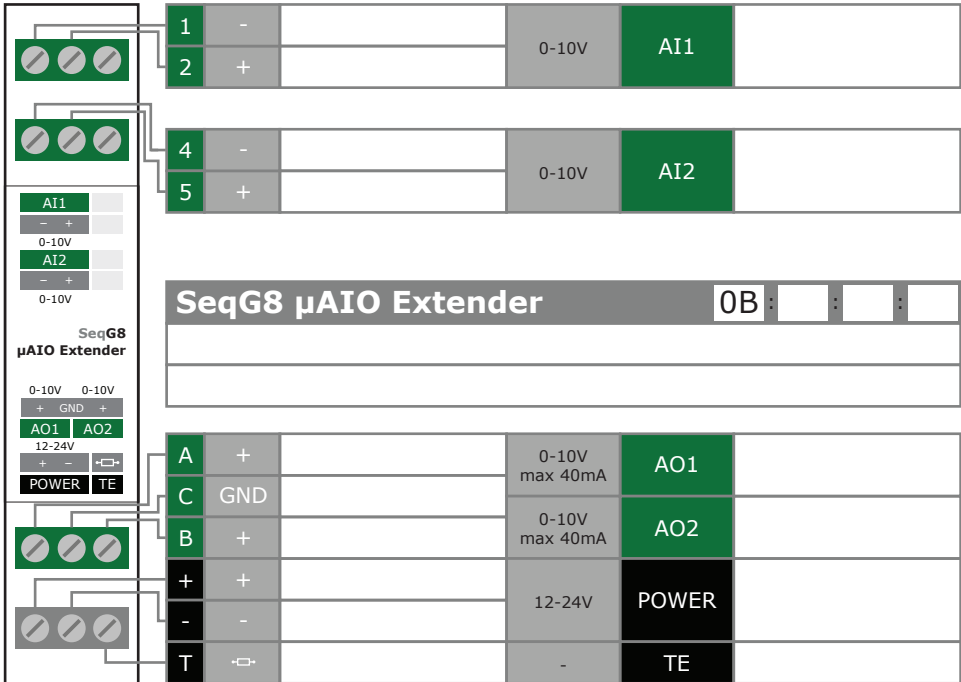 1 -
2 +
0-10V AI1
4 -
5 +
0-10V AI2
AI1
– +
0-10V
AI2
– +
0-10V
SeqG8
µAIO Extender
0-10V 0-10V
+ GND +
AO1 AO2
12-24V
+ –
POWER TE
SeqG8 µAIO Extender 0B : : :
A +
C GND
B +
+ +
- -
T
0-10V
max 40mA
AO1
0-10V
max 40mA
AO2
12-24V POWER
- TE